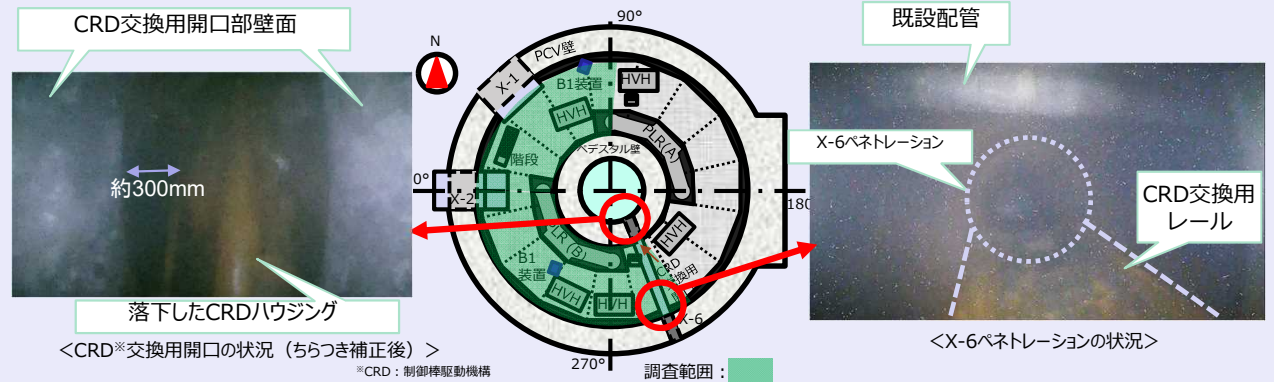 CRD交換用開口部壁面
約300mm
落下したCRDハウジング
＜CRD※交換用開口の状況（ちらつき補正後）＞
※CRD：制御棒駆動機構
N
90°
PCV壁
X-1
B1装置
HVH
HVH
PLR(A)
ペデスタル壁
階段
0°
X-2
180
PLR(B)
HVH
B1
装置
CRD
交換用
HVH
HVH
X-6
270°
調査範囲：
既設配管
X-6ペネトレーション
CRD交換用
レール
＜X-6ペネトレーションの状況＞